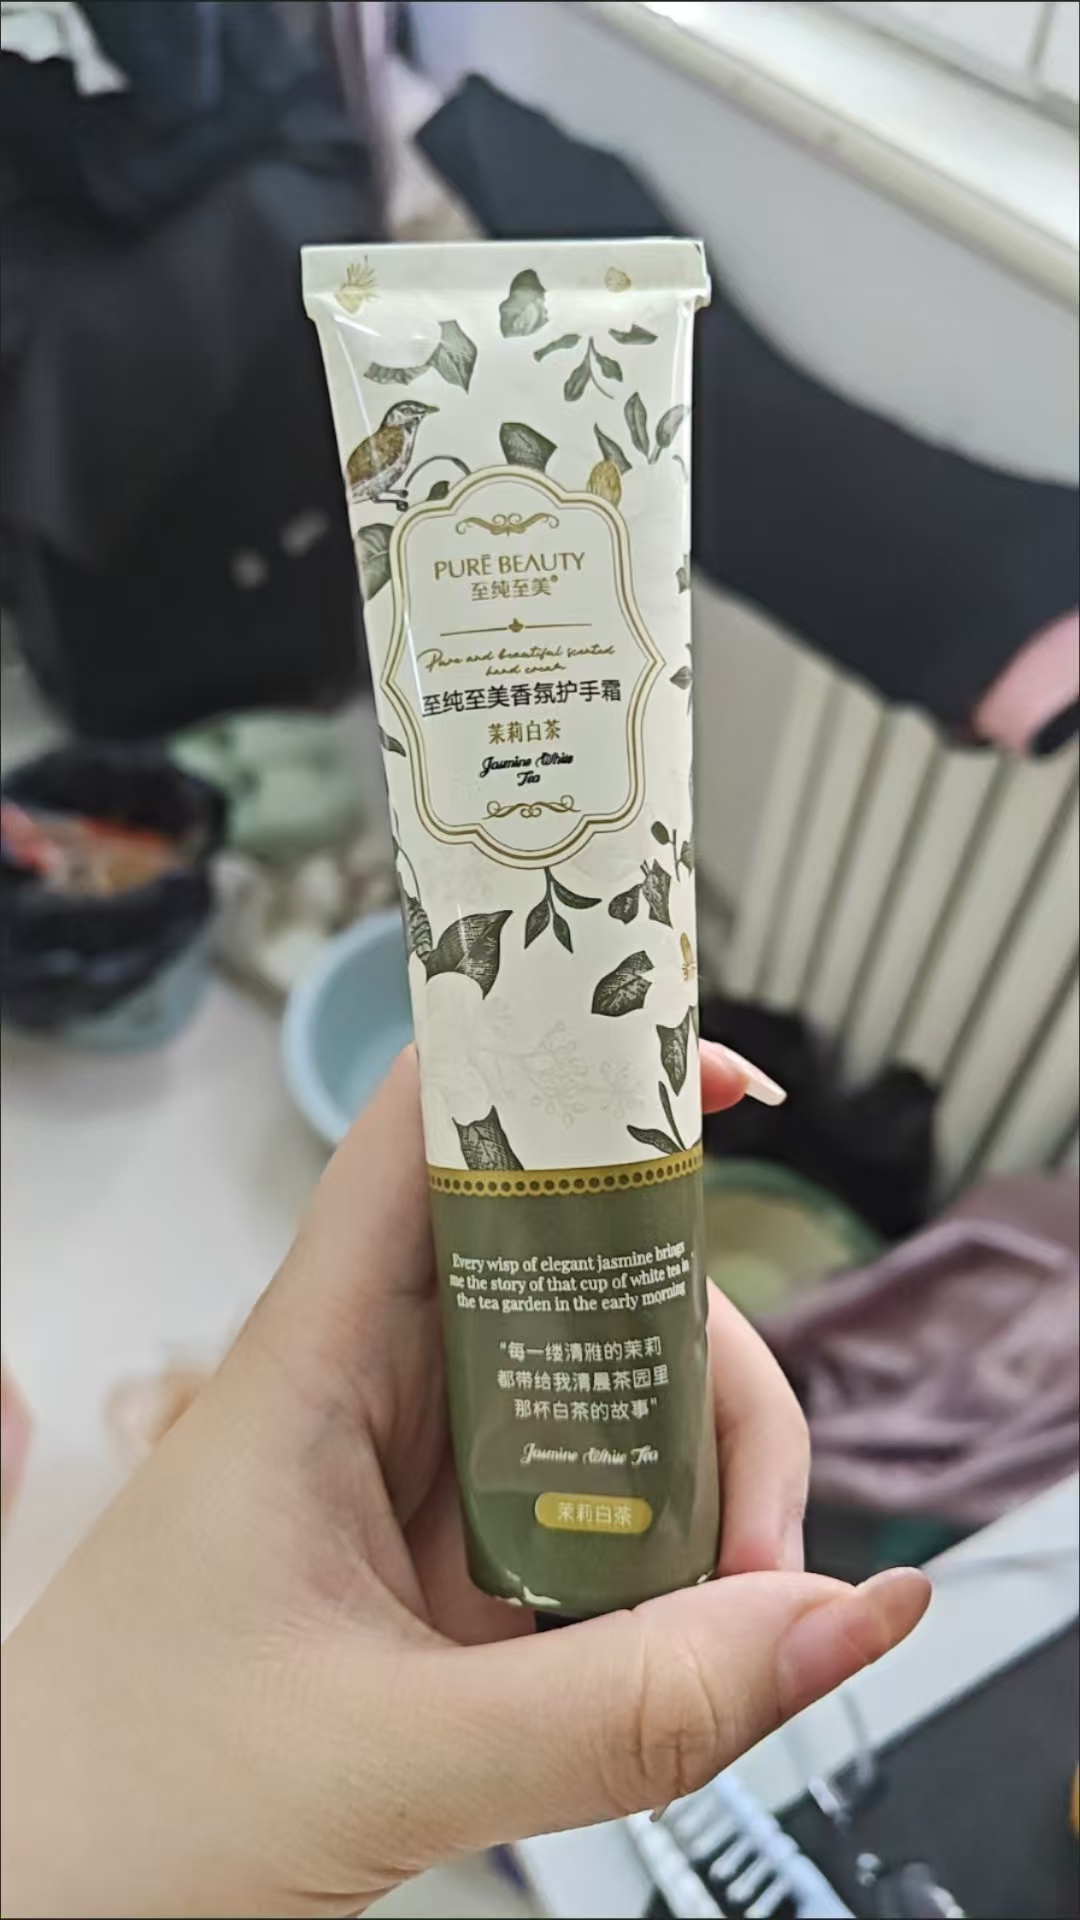 PURĒ BEAUTY
至纯至美®
Pure and beautiful scented
hand cream
至纯至美香氛护手霜
茉莉白茶
Jasmine White
Tea
Every wisp of elegant jasmine brings
me the story of that cup of white tea in
the tea garden in the early morning
"每一缕清雅的茉莉
都带给我清晨茶园里
那杯白茶的故事"
Jasmine White Tea
茉莉白茶